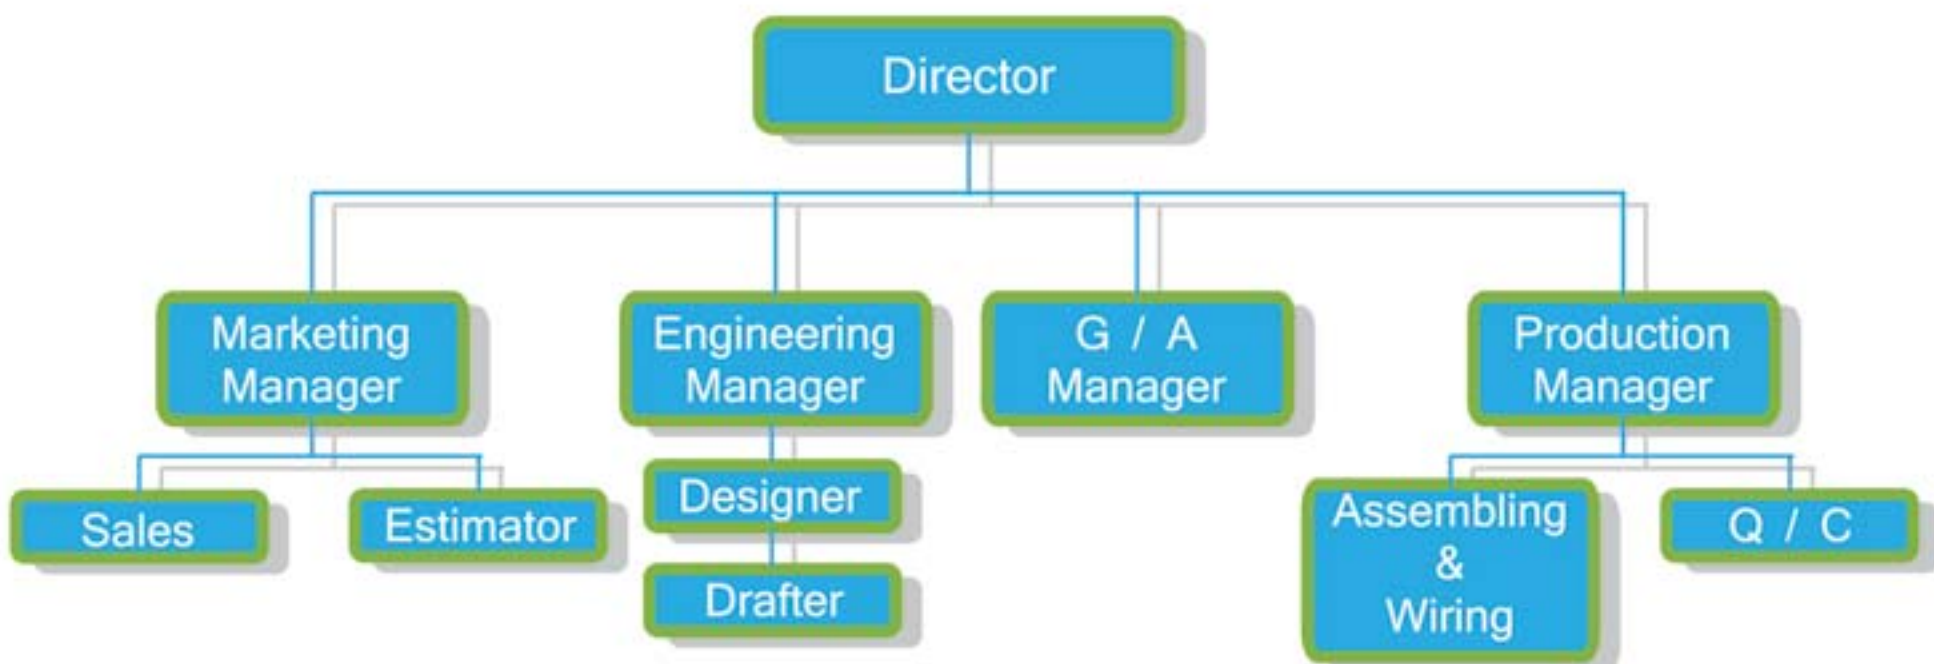 Director
Marketing
Manager
Engineering
Manager
G / A
Manager
Production
Manager
Sales
Estimator
Designer
Drafter
Assembling
&
Wiring
Q / C